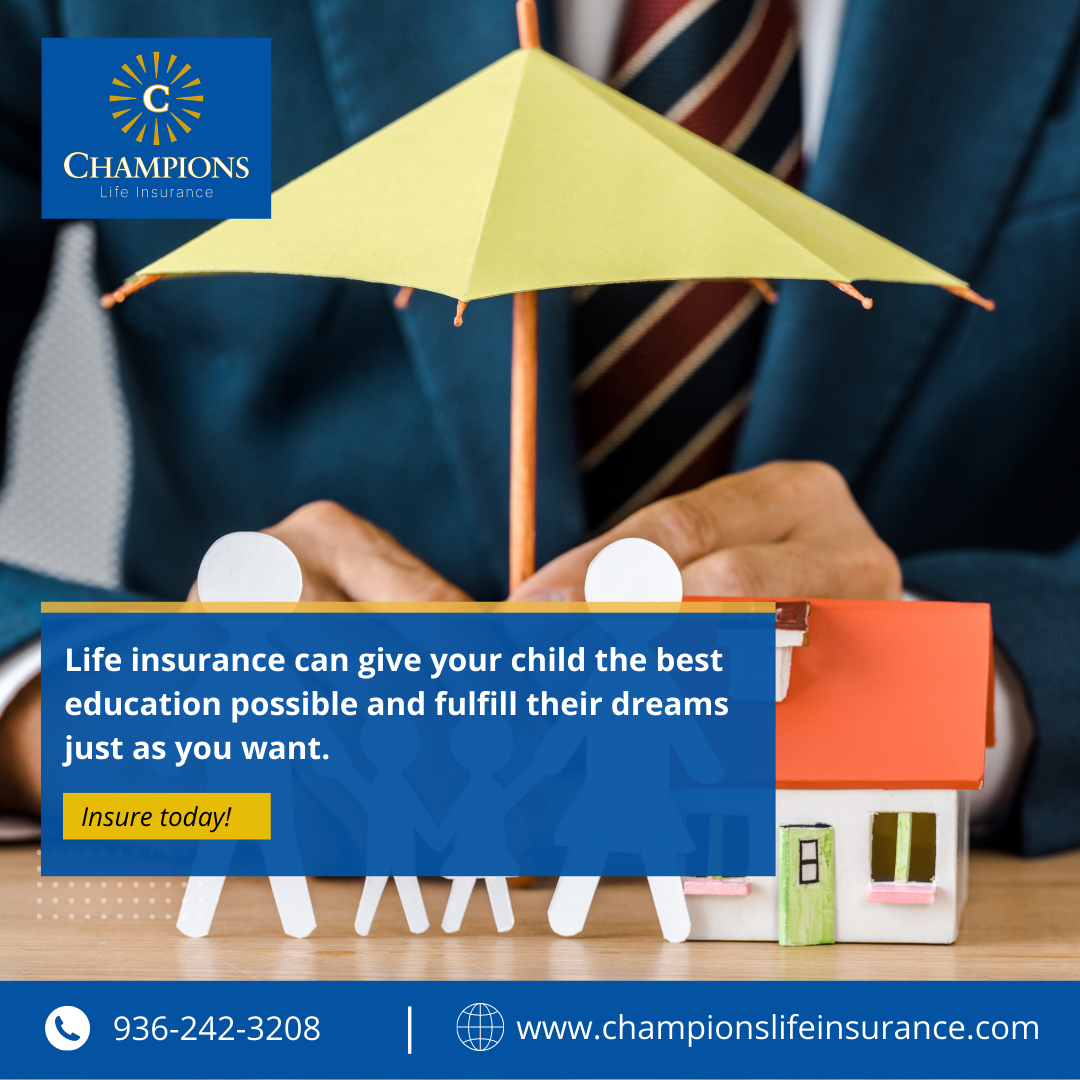 C
CHAMPIONS
Life Insurance
Life insurance can give your child the best
education possible and fulfill their dreams
just as you want.
Insure today!
936-242-3208 | www.championslifeinsurance.com